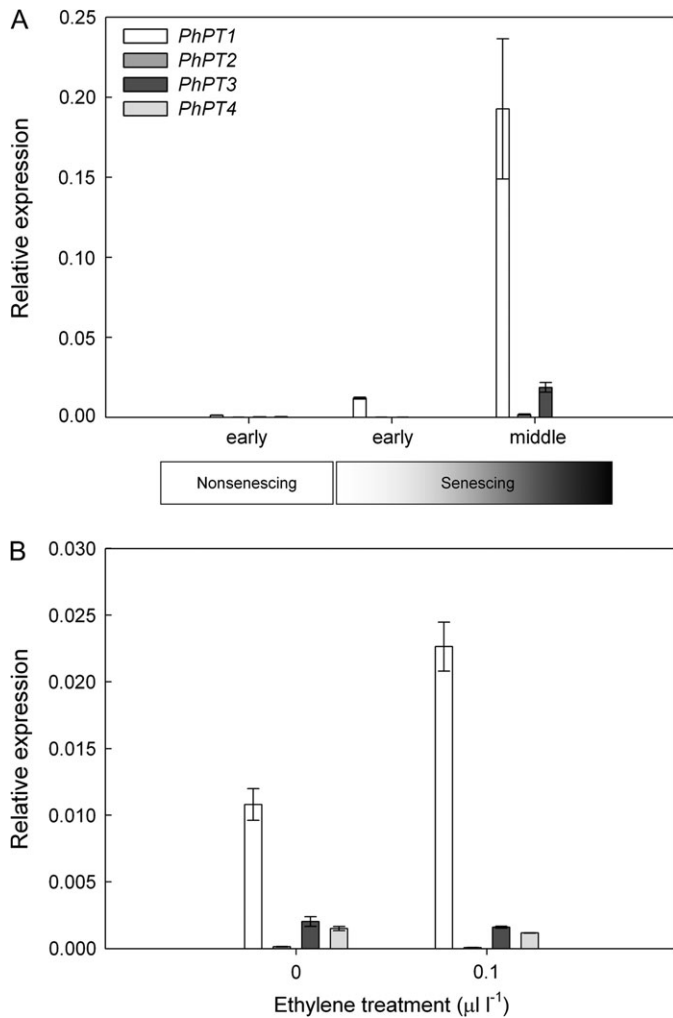 A
PhPT1
PhPT2
PhPT3
PhPT4
Relative expression
0.25
0.20
0.15
0.10
0.05
0.00
early early middle
Nonsenescing Senescing
B
Relative expression
0.030
0.025
0.020
0.015
0.010
0.005
0.000
0 0.1
Ethylene treatment (μl l⁻¹)